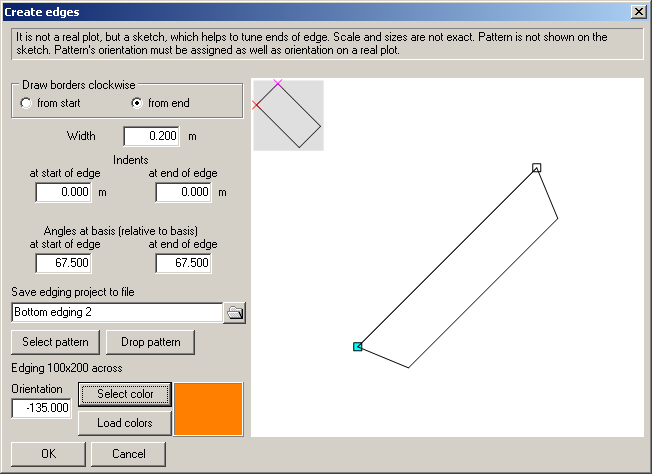 Create edges
It is not a real plot, but a sketch, which helps to tune ends of edge. Scale and sizes are not exact. Pattern is not shown on the
sketch. Pattern's orientation must be assigned as well as orientation on a real plot.
Draw borders clockwise
from start from end
Width 0.200 m
Indents
at start of edge at end of edge
0.000 m 0.000 m
Angles at basis (relative to basis)
at start of edge at end of edge
67.500 67.500
Save edging project to file
Bottom edging 2
Select pattern Drop pattern
Edging 100x200 across
Orientation Select color
-135.000
Load colors
OK Cancel